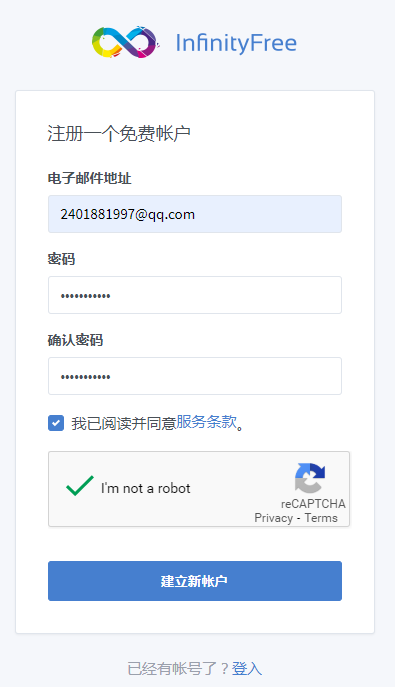 InfinityFree
注册一个免费帐户
电子邮件地址
2401881997@qq.com
密码
•••••••••••
确认密码
•••••••••••
我已阅读并同意服务条款。
I'm not a robot
reCAPTCHA
Privacy - Terms
建立新帐户
已经有帐号了？登入